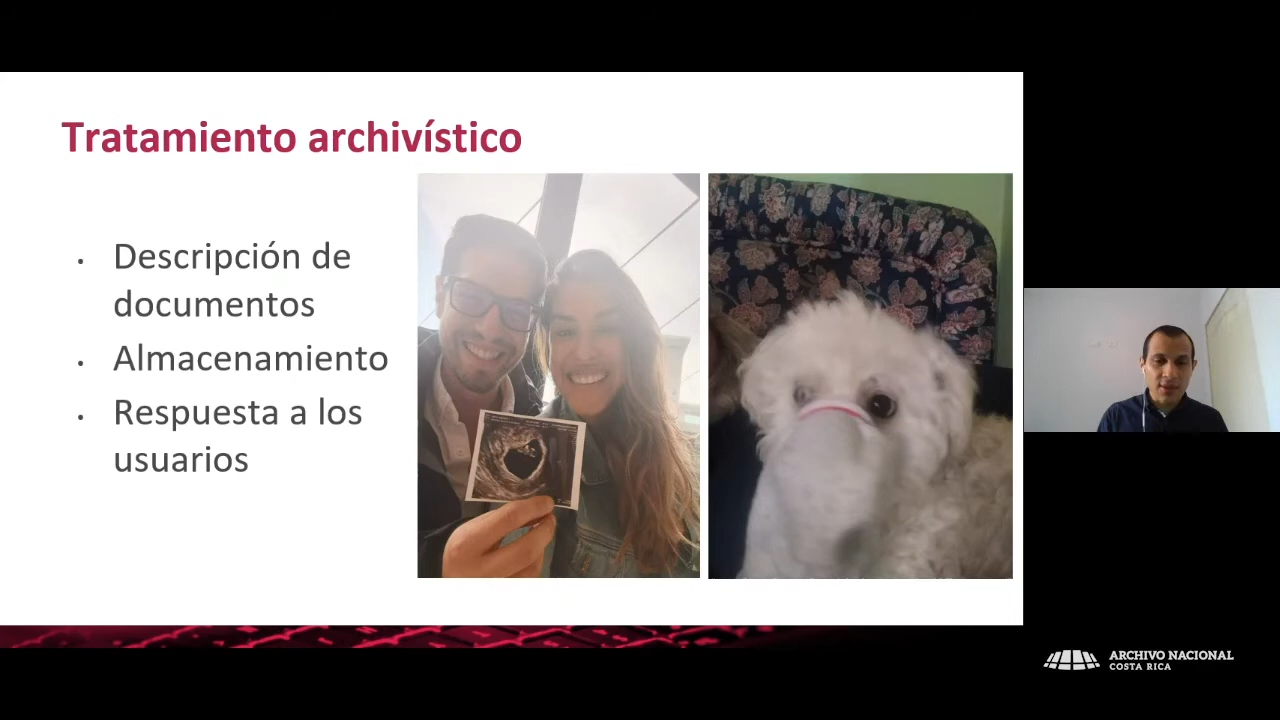 Tratamiento archivístico
• Descripción de
documentos
• Almacenamiento
• Respuesta a los
usuarios
ARCHIVO NACIONAL
COSTA RICA